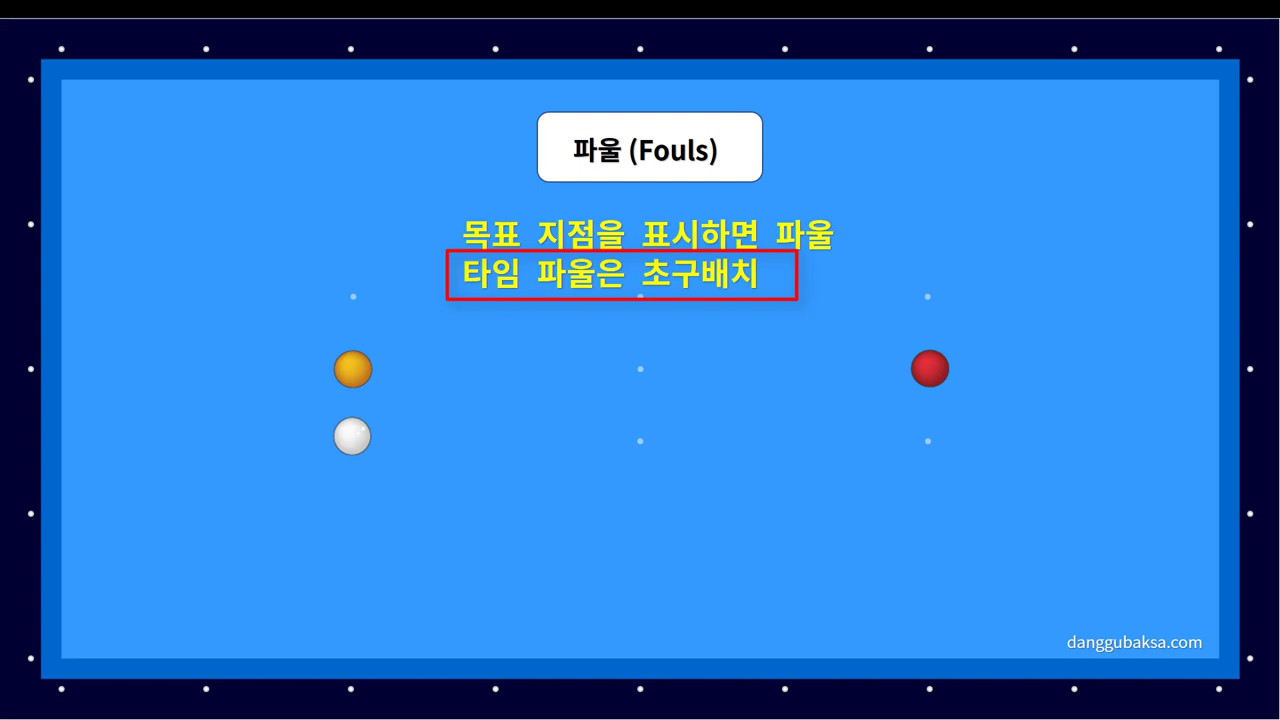 파울 (Fouls)
목표 지점을 표시하면 파울
타임 파울은 초구배치
danggubaksa.com